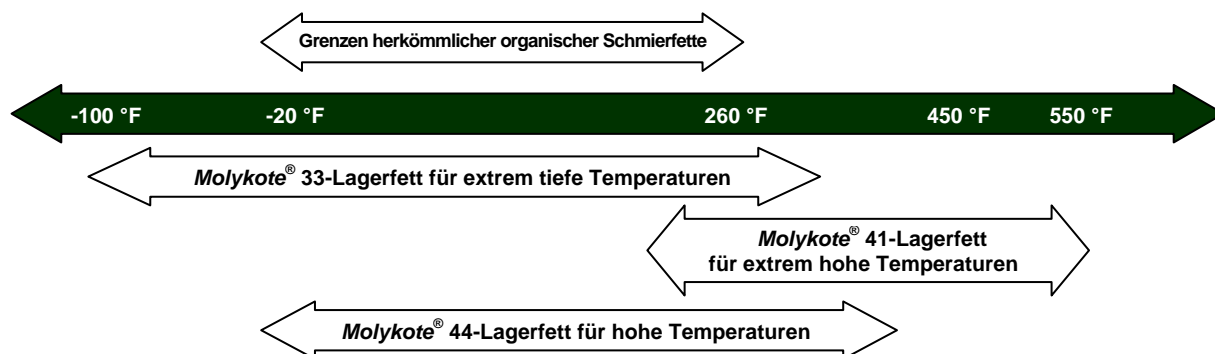 Grenzen herkömmlicher organischer Schmierfette
-100 °F -20 °F 260 °F 450 °F 550 °F
Molykote® 33-Lagerfett für extrem tiefe Temperaturen
Molykote® 41-Lagerfett
für extrem hohe Temperaturen
Molykote® 44-Lagerfett für hohe Temperaturen